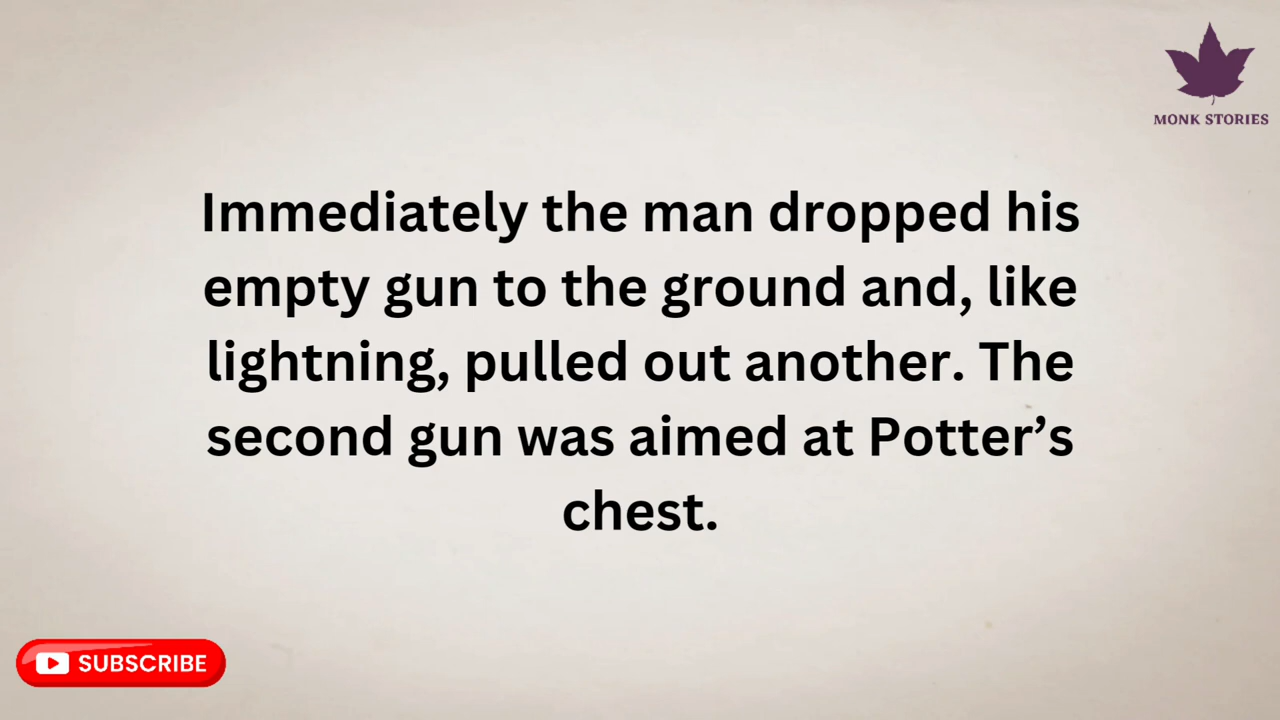 MONK STORIES
Immediately the man dropped his
empty gun to the ground and, like
lightning, pulled out another. The
second gun was aimed at Potter’s
chest.
SUBSCRIBE